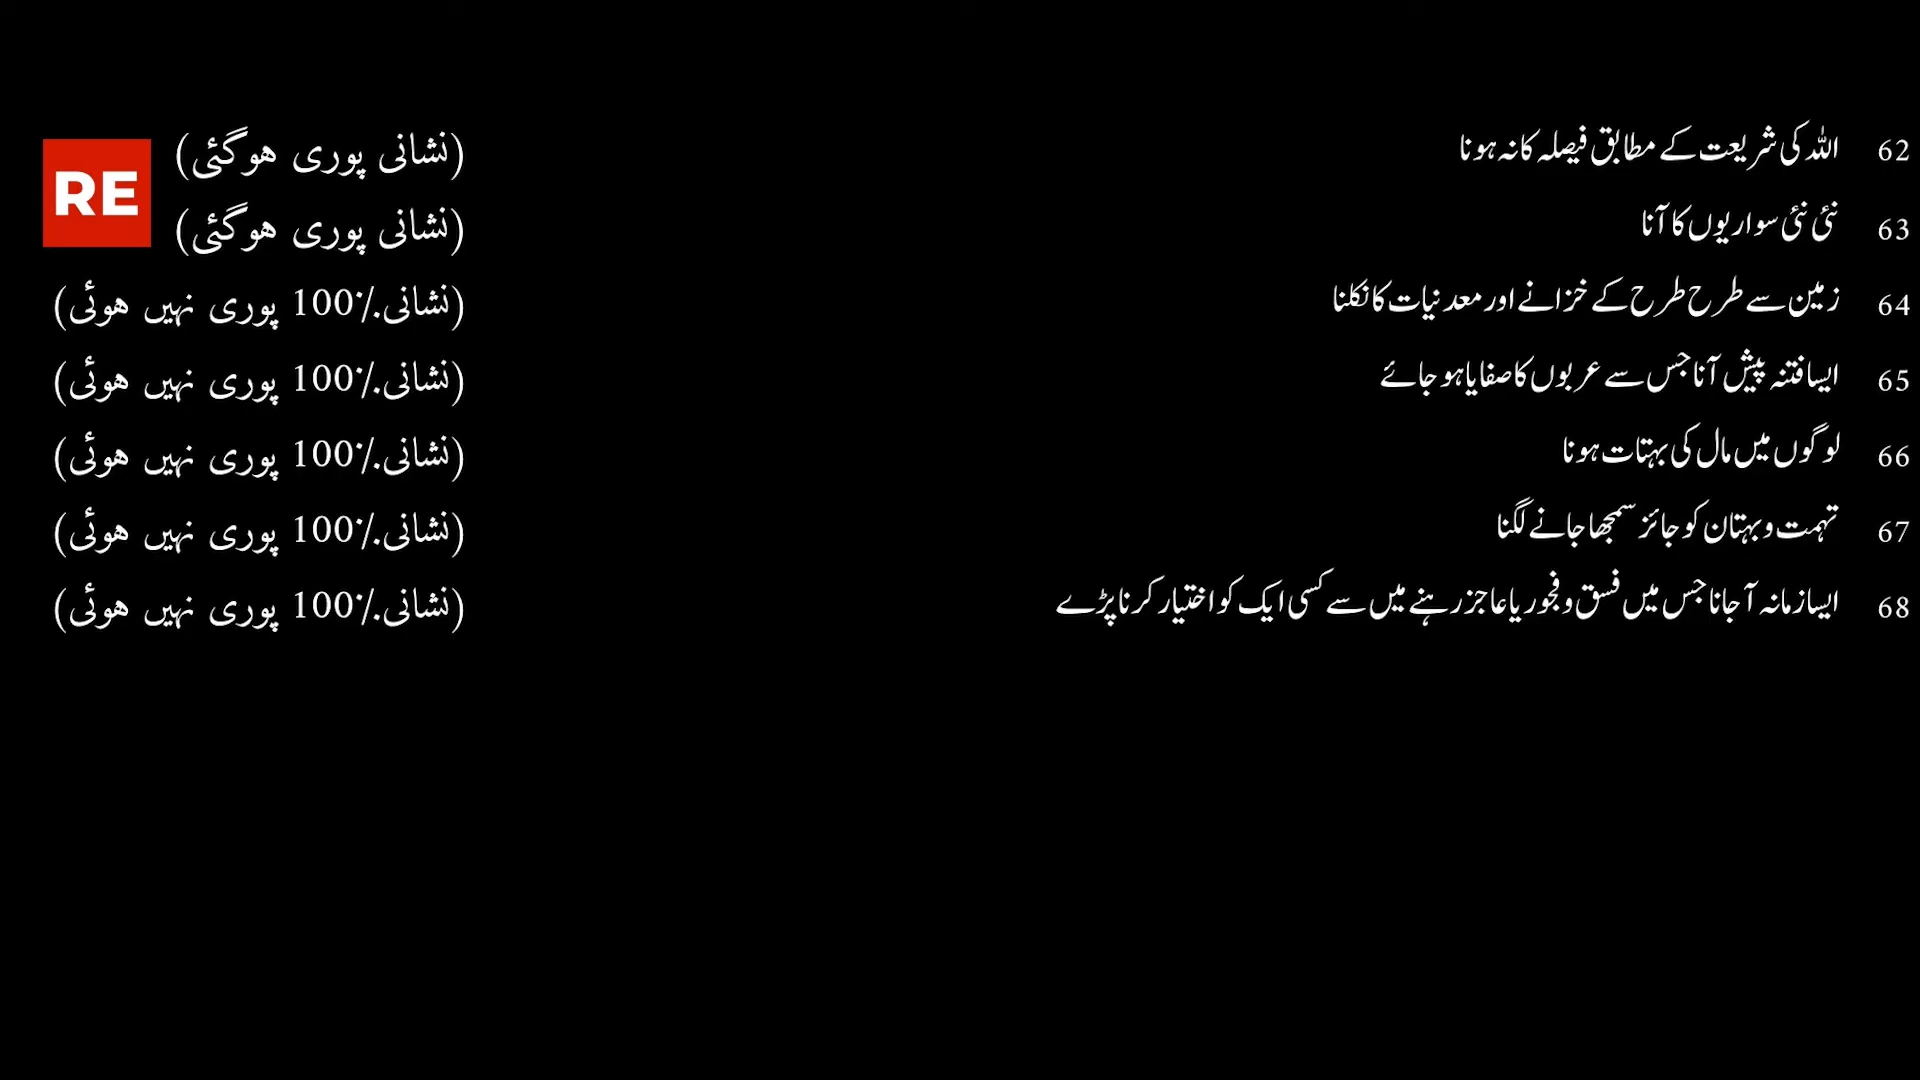 62 اللہ کی شریعت کے مطابق فیصلہ کا نہ ہونا (نشانی پوری ہوگئی)
63 نئی نئی سواریوں کا آنا (نشانی پوری ہوگئی)
64 زمین سے طرح طرح کے خزانے اور معدنیات کا نکلنا (نشانی٪100 پوری نہیں ہوئی)
65 ایسا فتنہ پیش آنا جس سے عربوں کا صفایا ہو جائے (نشانی٪100 پوری نہیں ہوئی)
66 لوگوں میں مال کی بہتات ہونا (نشانی٪100 پوری نہیں ہوئی)
67 تہمت و بہتان کو جائز سمجھا جانے لگنا (نشانی٪100 پوری نہیں ہوئی)
68 ایسا زمانہ آجانا جس میں فسق و فجور یا عاجز رہنے میں سے کسی ایک کو اختیار کرنا پڑے (نشانی٪100 پوری نہیں ہوئی)
RE